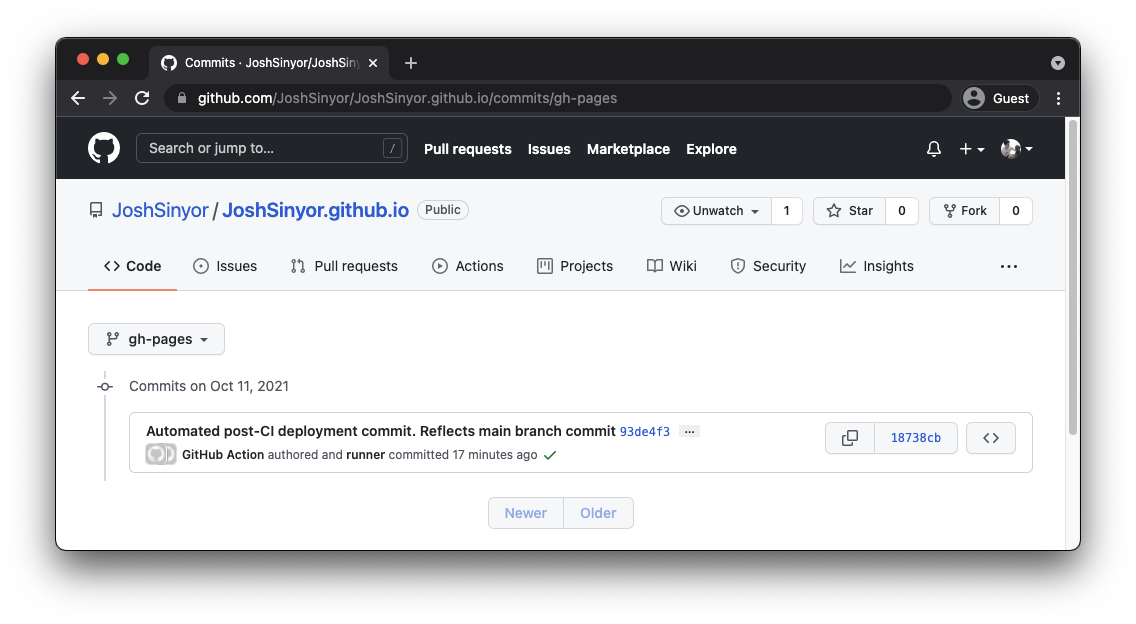 Commits · JoshSinyor/JoshSiny
github.com/JoshSinyor/JoshSinyor.github.io/commits/gh-pages
Guest
Search or jump to...
/
Pull requests
Issues
Marketplace
Explore
JoshSinyor / JoshSinyor.github.io
Public
Unwatch
1
Star
0
Fork
0
Code
Issues
Pull requests
Actions
Projects
Wiki
Security
Insights
gh-pages
Commits on Oct 11, 2021
Automated post-CI deployment commit. Reflects main branch commit 93de4f3
18738cb
GitHub Action authored and runner committed 17 minutes ago
Newer
Older